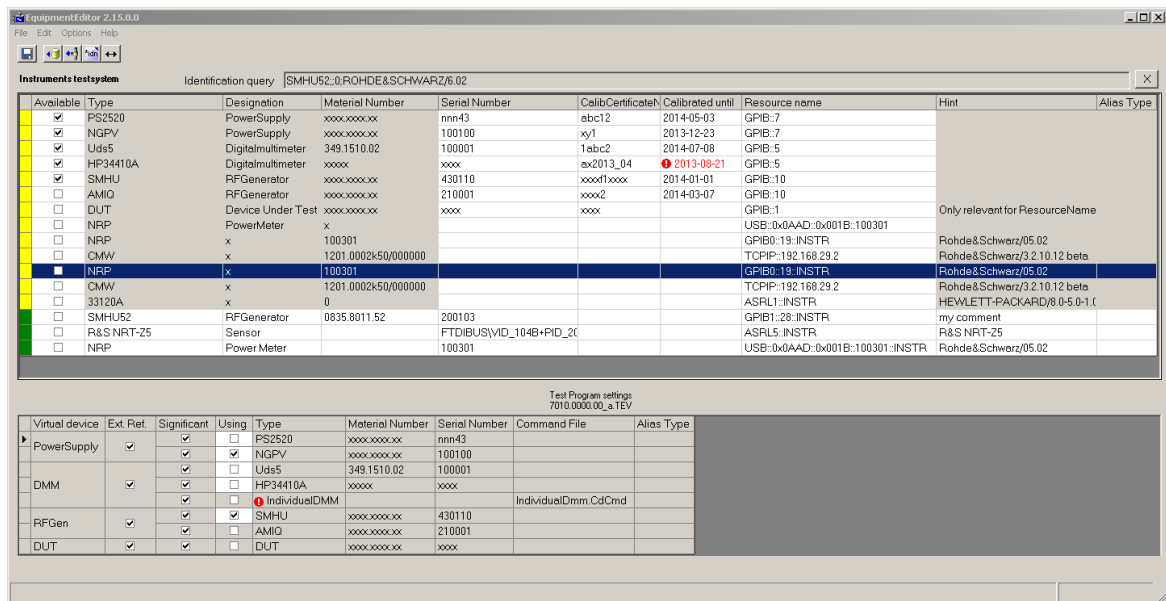 EquipmentEditor 2.15.0.0
File Edit Options Help
*idn
Instruments testsystem Identification query SMHU52;;0;ROHDE&SCHWARZ/6.02 X
Available Type Designation Material Number Serial Number CalibCertificateN Calibrated until Resource name Hint Alias Type
PS2520 PowerSupply xxxx.xxxx.xx nnn43 abc12 2014-05-03 GPIB::7
NGPV PowerSupply xxxx.xxxx.xx 100100 xy1 2013-12-23 GPIB::7
Uds5 Digitalmultimeter 349.1510.02 100001 1abc2 2014-07-08 GPIB::5
HP34410A Digitalmultimeter xxxxx xxxx ax2013_04 2013-08-21 GPIB::5
SMHU RFGenerator xxxx.xxxx.xx 430110 xxxxf1xxxx 2014-01-01 GPIB::10
AMIQ RFGenerator xxxx.xxxx.xx 210001 xxxx2 2014-03-07 GPIB::10
DUT Device Under Test xxxx.xxxx.xx xxxx xxxx GPIB::1 Only relevant for ResourceName
NRP PowerMeter x USB::0x0AAD::0x001B::100301
NRP x 100301 GPIB0::19::INSTR Rohde&Schwarz/05.02
CMW x 1201.0002k50/000000 TCPIP::192.168.29.2 Rohde&Schwarz/3.2.10.12 beta
NRP x 100301 GPIB0::19::INSTR Rohde&Schwarz/05.02
CMW x 1201.0002k50/000000 TCPIP::192.168.29.2 Rohde&Schwarz/3.2.10.12 beta
33120A x 0 ASRL1::INSTR HEWLETT-PACKARD/8.0-5.0-1.0
SMHU52 RFGenerator 0835.8011.52 200103 GPIB1::28::INSTR my comment
R&S NRT-Z5 Sensor FTDIBUS\VID_104B+PID_20 ASRL5::INSTR R&S NRT-Z5
NRP Power Meter 100301 USB::0x0AAD::0x001B::100301::INSTR Rohde&Schwarz/05.02
Test Program settings
7010.0000.00_a.TEV
Virtual device Ext. Ref. Significant Using Type Material Number Serial Number Command File Alias Type
PowerSupply PS2520 xxxx.xxxx.xx nnn43
NGPV xxxx.xxxx.xx 100100
DMM Uds5 349.1510.02 100001
HP34410A xxxxx xxxx
IndividualDMM IndividualDmm.CdCmd
RFGen SMHU xxxx.xxxx.xx 430110
AMIQ xxxx.xxxx.xx 210001
DUT DUT xxxx.xxxx.xx xxxx